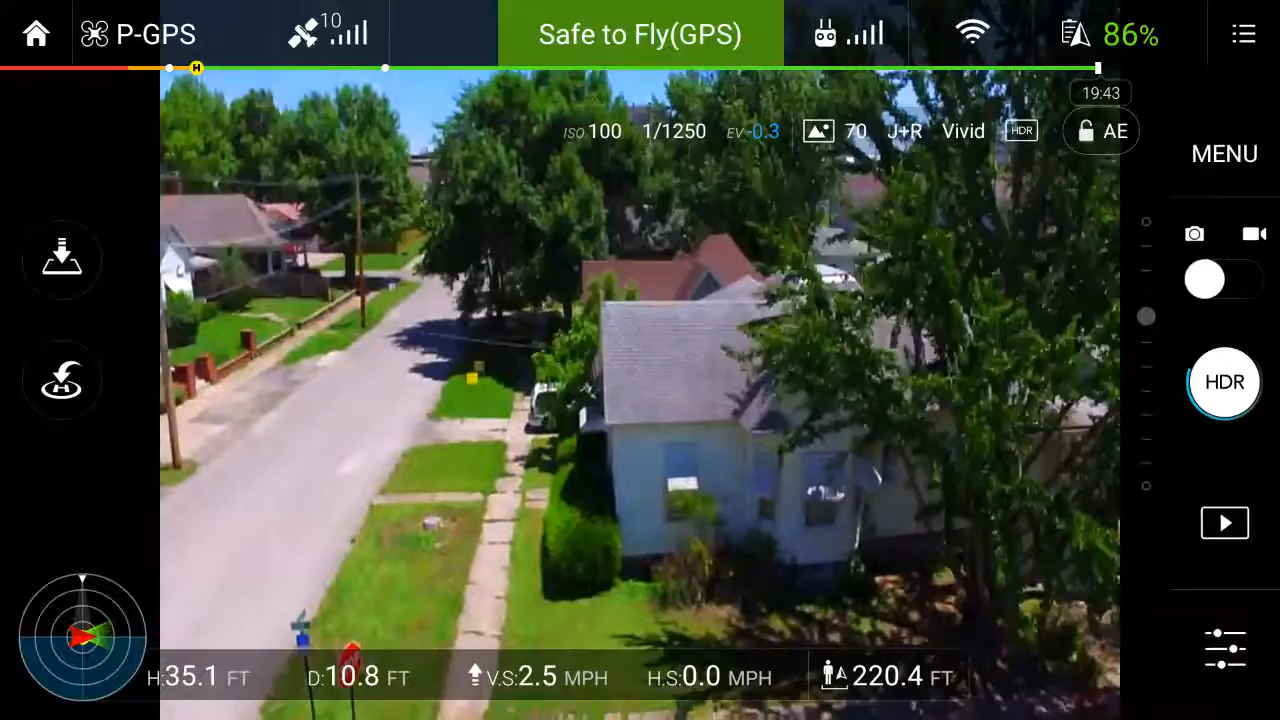 P-GPS
10
Safe to Fly(GPS)
86%
H
19:43
ISO 100 1/1250 EV -0.3 70 J+R Vivid HDR AE
MENU
HDR
H
H:35.1 FT D:10.8 FT V.S:2.5 MPH H.S:0.0 MPH 220.4 FT